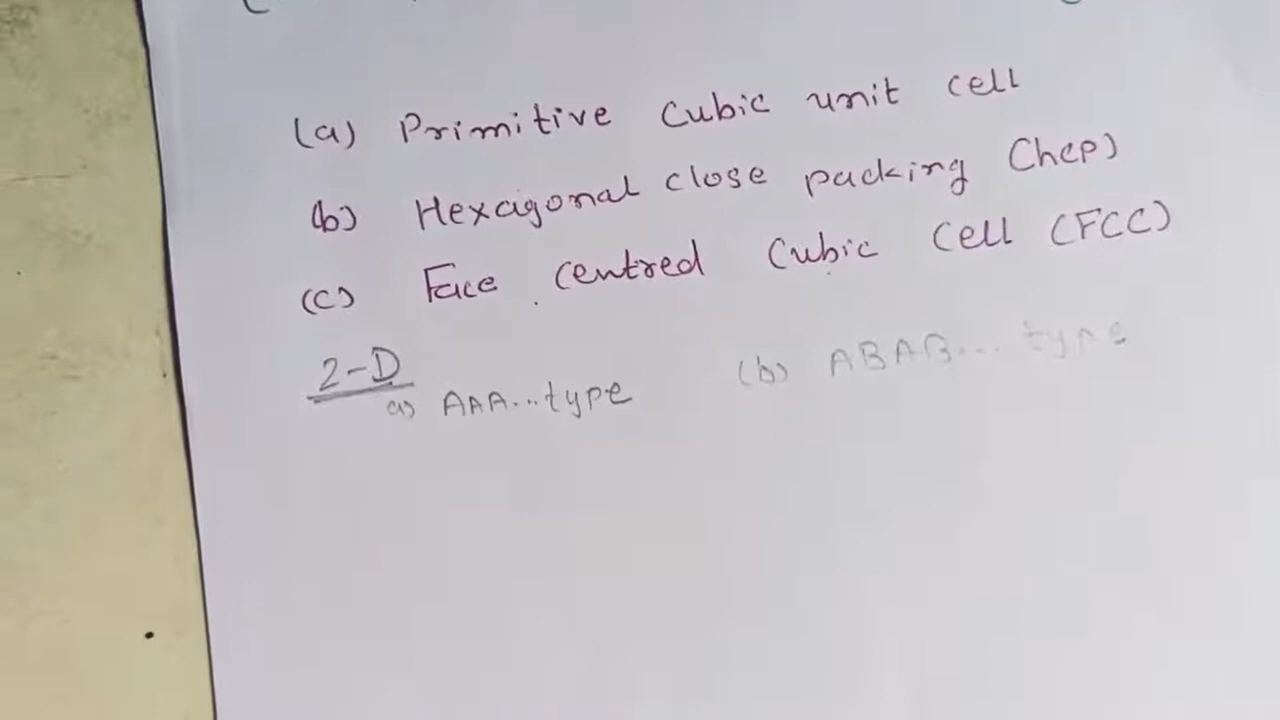 (a) Primitive cubic unit cell
(b) Hexagonal close packing (hcp)
(c) Face centred cubic cell (FCC)
2-D
a) AAA...type (b) ABAB... type